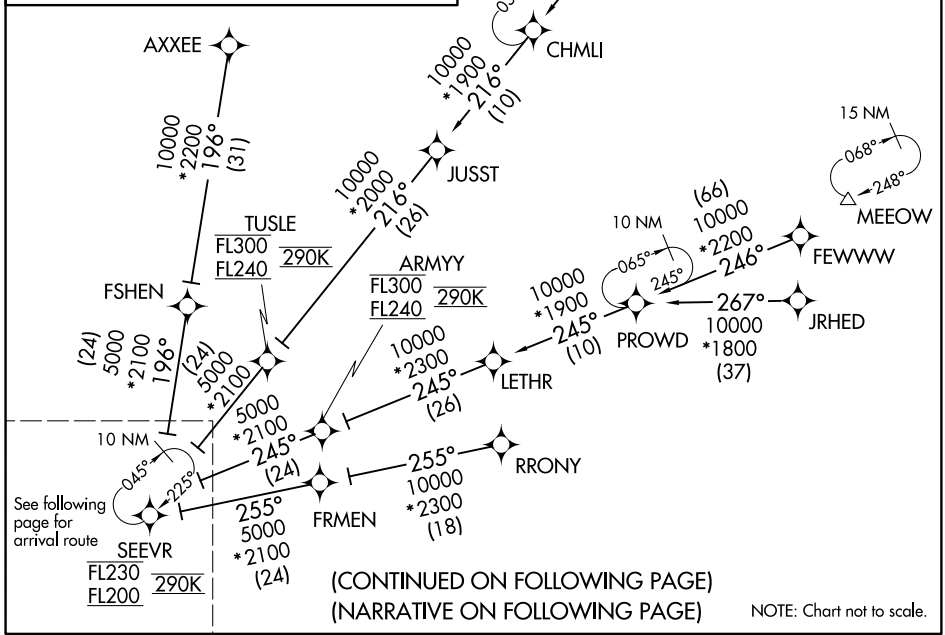 AXXEE
10000
*2200
196°
(31)
CHMLI
10000
*1900
216°
(10)
JUSST
10000
*2000
216°
(26)
15 NM
068°
248°
MEEOW
(66)
10000
*2200
246°
FEWWW
10 NM
065°
245°
PROWD
267°
10000
*1800
(37)
JRHED
TUSLE
FL300
FL240
290K
ARMYY
FL300
FL240
290K
FSHEN
10000
*1900
245°
(10)
LETHR
10000
*2300
245°
(26)
(24)
5000
*2100
196°
(24)
5000
*2100
5000
*2100
245°
(24)
RRONY
255°
10000
*2300
(18)
FRMEN
255°
5000
*2100
(24)
10 NM
045°
225°
See following
page for
arrival route
SEEVR
FL230
FL200
290K
(CONTINUED ON FOLLOWING PAGE)
(NARRATIVE ON FOLLOWING PAGE)
NOTE: Chart not to scale.